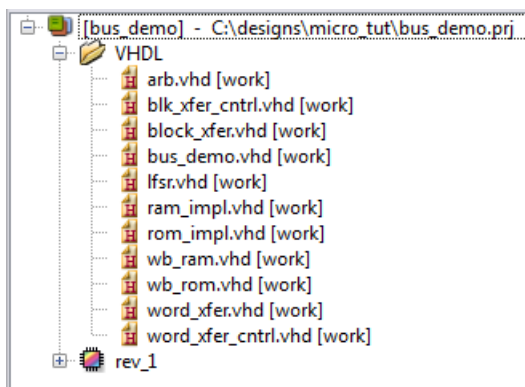 [bus_demo] - C:\designs\micro_tut\bus_demo.prj
VHDL
arb.vhd [work]
blk_xfer_cntrl.vhd [work]
block_xfer.vhd [work]
bus_demo.vhd [work]
lfsr.vhd [work]
ram_impl.vhd [work]
rom_impl.vhd [work]
wb_ram.vhd [work]
wb_rom.vhd [work]
word_xfer.vhd [work]
word_xfer_cntrl.vhd [work]
rev_1